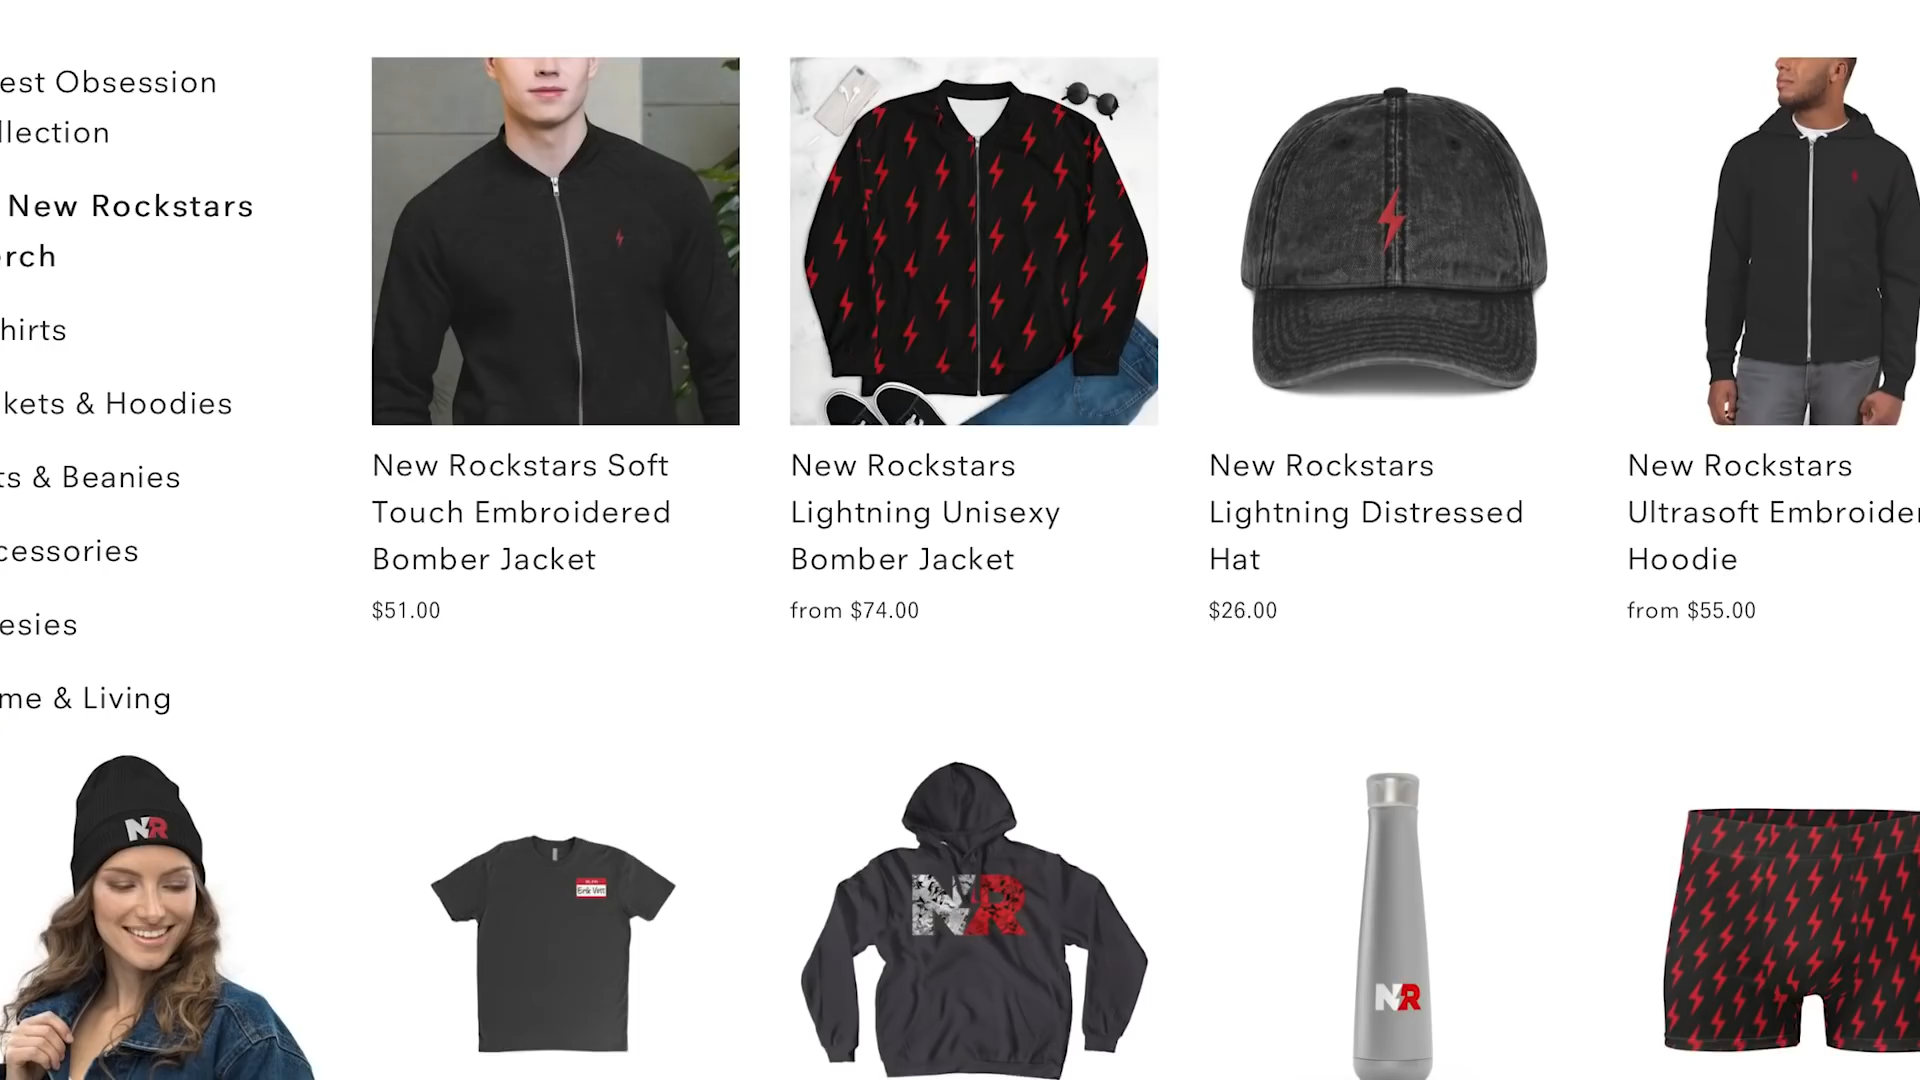 est Obsession
llection
New Rockstars
rch
hirts
kets & Hoodies
ts & Beanies
cessories
esies
me & Living
New Rockstars Soft
Touch Embroidered
Bomber Jacket
$51.00
New Rockstars
Lightning Unisexy
Bomber Jacket
from $74.00
New Rockstars
Lightning Distressed
Hat
$26.00
New Rockstars
Ultrasoft Embroider
Hoodie
from $55.00
NR
Erik Voss
NR
NR